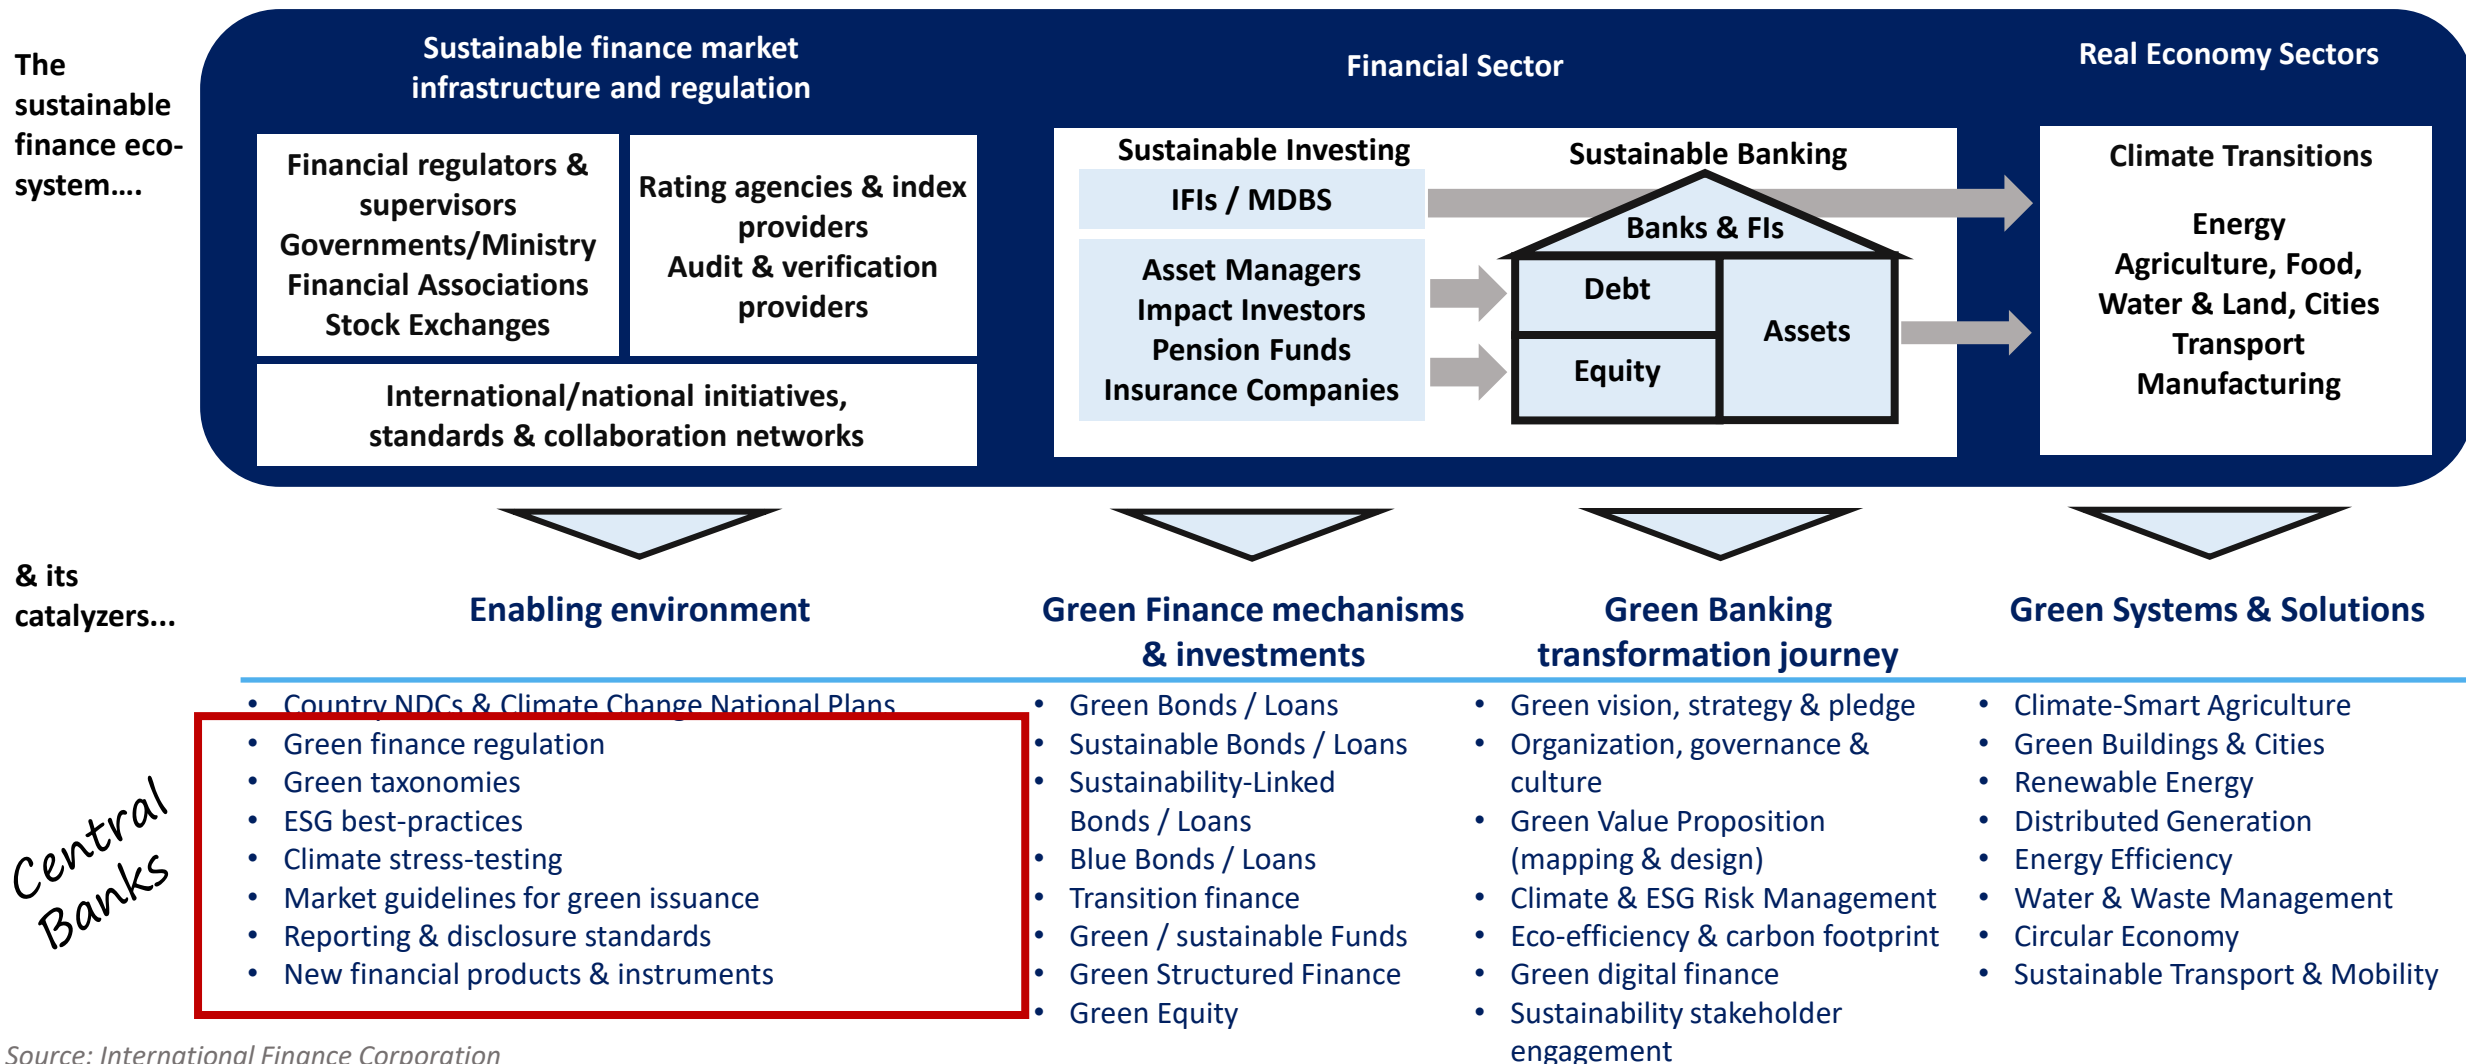 The
sustainable
finance eco-
system....
Sustainable finance market
infrastructure and regulation
Financial regulators &
supervisors
Governments/Ministry
Financial Associations
Stock Exchanges
Rating agencies & index
providers
Audit & verification
providers
International/national initiatives,
standards & collaboration networks
Financial Sector
Sustainable Investing
IFIs / MDBS
Asset Managers
Impact Investors
Pension Funds
Insurance Companies
Sustainable Banking
Banks & FIs
Debt
Equity
Assets
Real Economy Sectors
Climate Transitions
Energy
Agriculture, Food,
Water & Land, Cities
Transport
Manufacturing
& its
catalyzers...
Enabling environment
• Country NDCs & Climate Change National Plans
• Green finance regulation
• Green taxonomies
• ESG best-practices
• Climate stress-testing
• Market guidelines for green issuance
• Reporting & disclosure standards
• New financial products & instruments
Central
Banks
Green Finance mechanisms
& investments
• Green Bonds / Loans
• Sustainable Bonds / Loans
• Sustainability-Linked
Bonds / Loans
• Blue Bonds / Loans
• Transition finance
• Green / sustainable Funds
• Green Structured Finance
• Green Equity
Green Banking
transformation journey
• Green vision, strategy & pledge
• Organization, governance &
culture
• Green Value Proposition
(mapping & design)
• Climate & ESG Risk Management
• Eco-efficiency & carbon footprint
• Green digital finance
• Sustainability stakeholder
engagement
Green Systems & Solutions
• Climate-Smart Agriculture
• Green Buildings & Cities
• Renewable Energy
• Distributed Generation
• Energy Efficiency
• Water & Waste Management
• Circular Economy
• Sustainable Transport & Mobility
Source: International Finance Corporation